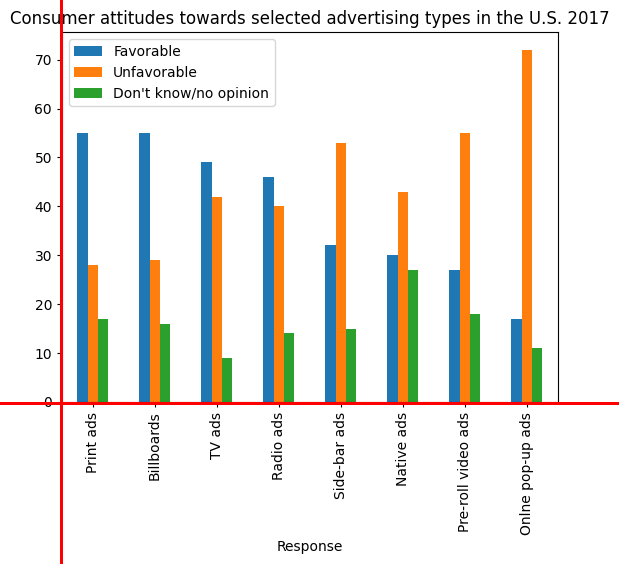 Consumer attitudes towards selected advertising types in the U.S. 2017
Favorable
Unfavorable
Don't know/no opinion
70
60
50
40
30
20
10
0
Print ads
Billboards
TV ads
Radio ads
Side-bar ads
Native ads
Pre-roll video ads
Onlne pop-up ads
Response